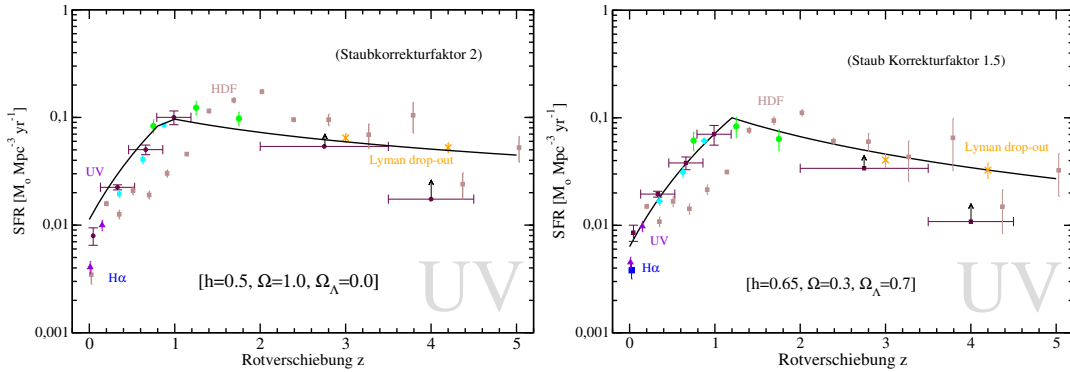 1
(Staubkorrekturfaktor 2)
HDF
0.1
UV
Lyman drop-out
SFR [M₀ Mpc⁻³ yr⁻¹]
0,01
Hα
[h=0.5, Ω=1.0, Ω_Λ=0.0]
UV
0,001
0 1 2 3 4 5
Rotverschiebung z
1
(Staub Korrekturfaktor 1.5)
HDF
0.1
Lyman drop-out
SFR [M₀ Mpc⁻³ yr⁻¹]
UV
0,01
Hα
[h=0.65, Ω=0.3, Ω_Λ=0.7]
UV
0,001
0 1 2 3 4 5
Rotverschiebung z